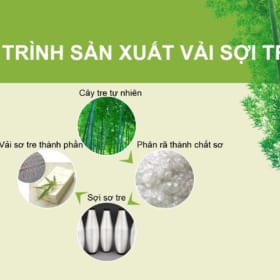 TRÌNH SẢN XUẤT VẢI SỢI TR
Cây tre tự nhiên
Vải sơ tre thành phẩn
Phân rã thành chất sơ
Sợi sơ tre